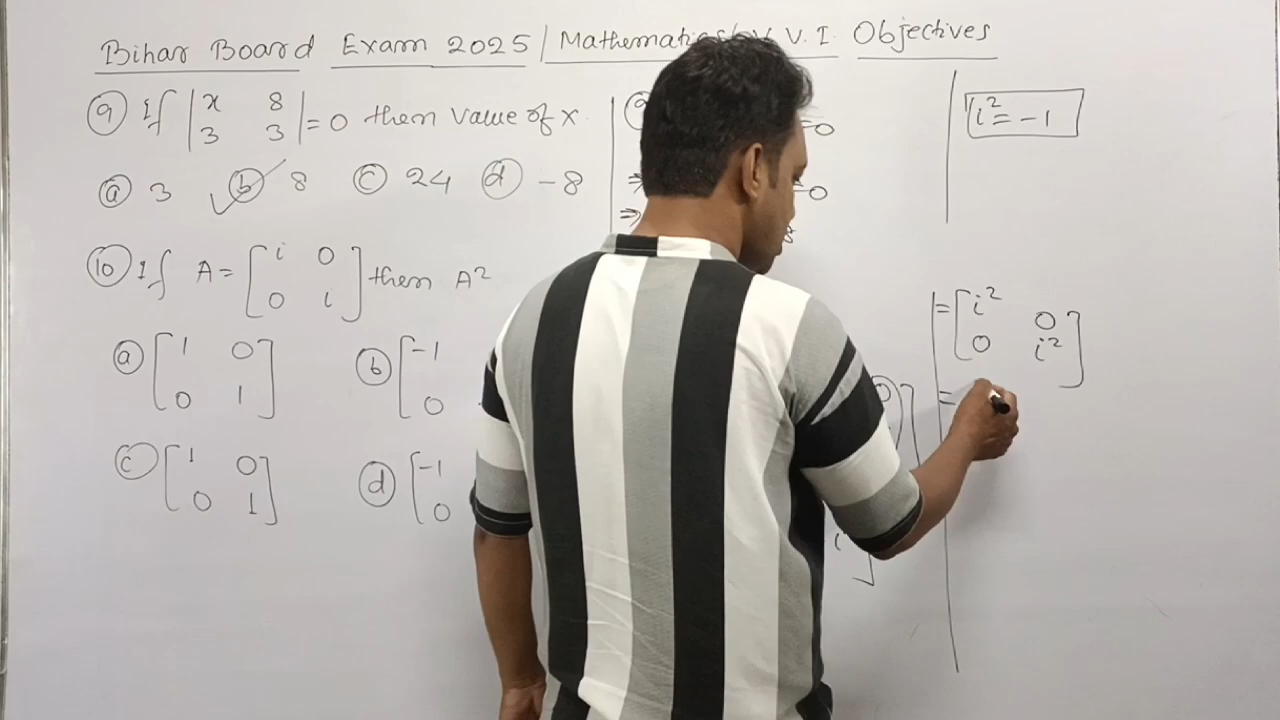 Bihar Board Exam 2025 | Mathematics V.V.I. Objectives
9 If | x 8 | = 0 then value of x.
| 3 3 |
a 3 b 8 c 24 d -8
10 If A = [ i 0 ] then A²
[ 0 i ]
a [ 1 0 ] b [ -1
[ 0 1 ] [ 0
c [ 1 0 ] d [ -1
[ 0 1 ] [ 0
=0
⇒ =0
⇒
i² = -1
= [ i² 0 ]
[ 0 i² ]
=